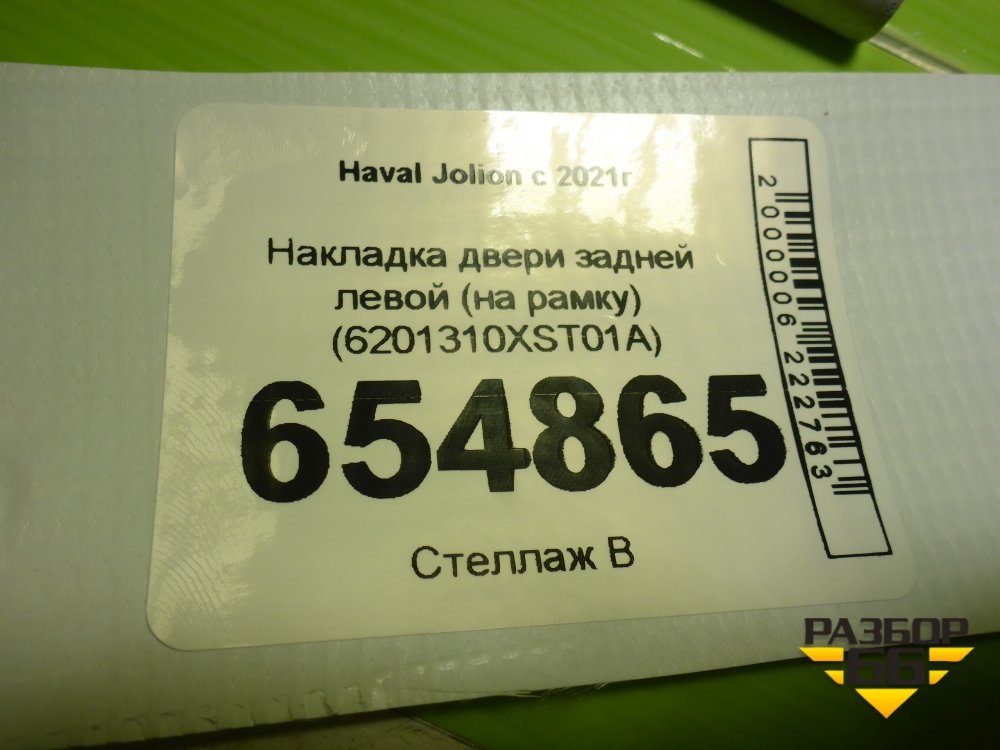 Haval Jolion с 2021г
Накладка двери задней
левой (на рамку)
(6201310XST01A)
654865
Стеллаж В
2000006222763
РАЗБОР
66